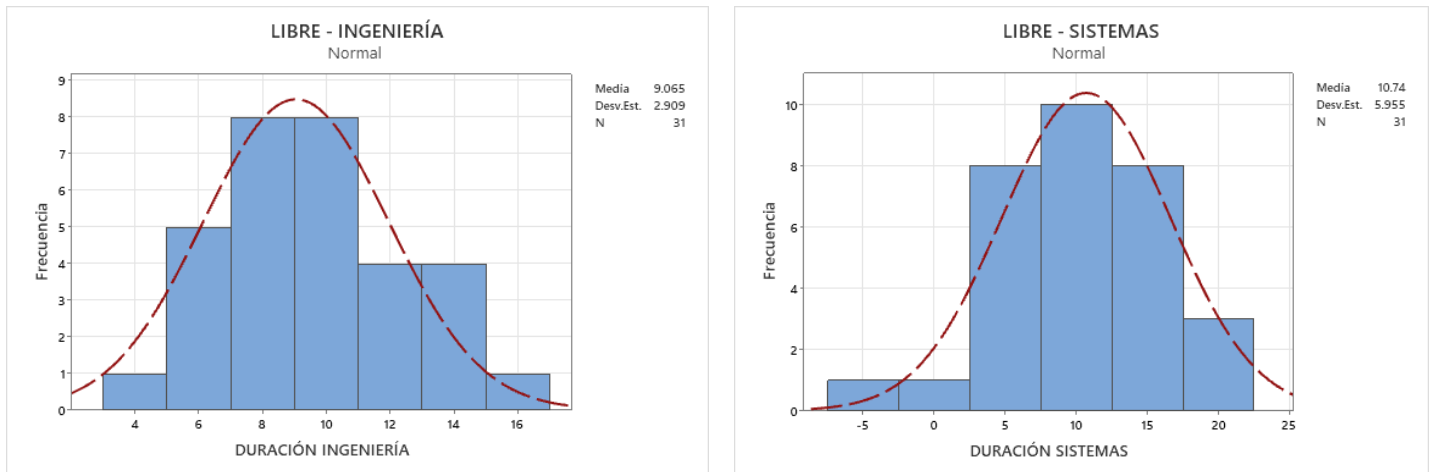 LIBRE - INGENIERÍA
Normal
Media 9.065
Desv.Est. 2.909
N 31
9
8
7
6
5
4
3
2
1
0
Frecuencia
4 6 8 10 12 14 16
DURACIÓN INGENIERÍA
LIBRE - SISTEMAS
Normal
Media 10.74
Desv.Est. 5.955
N 31
10
8
6
4
2
0
Frecuencia
-5 0 5 10 15 20 25
DURACIÓN SISTEMAS